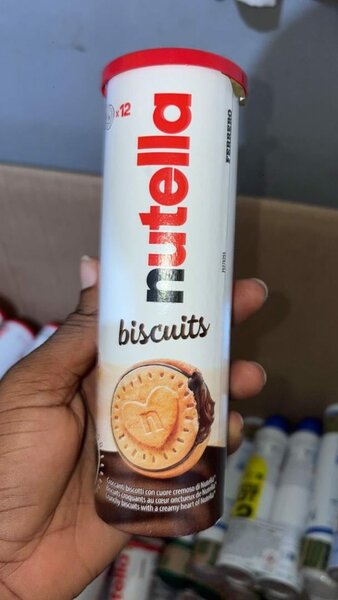 x12
nutella
FERRERO
biscuits
n
Croccanti biscotti con cuore cremoso di Nutella®
Biscuits croquants au cœur onctueux de Nutella®
Crunchy biscuits with a creamy heart of Nutella®
nutella